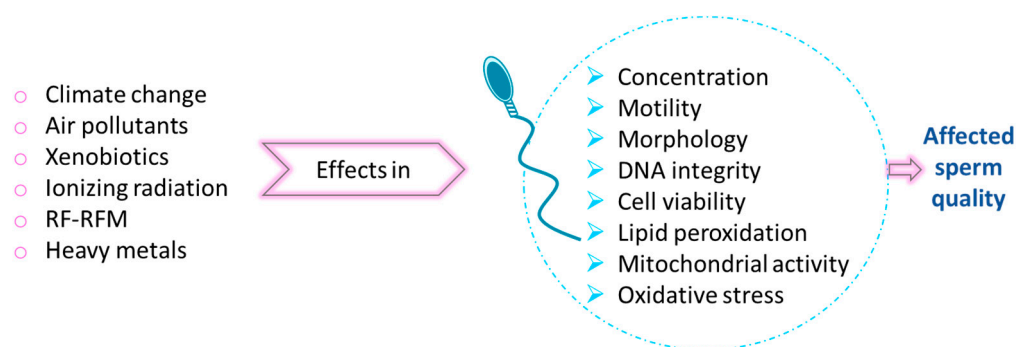 Climate change
Air pollutants
Xenobiotics
Ionizing radiation
RF-RFM
Heavy metals
Effects in
Concentration
Motility
Morphology
DNA integrity
Cell viability
Lipid peroxidation
Mitochondrial activity
Oxidative stress
Affected
sperm
quality